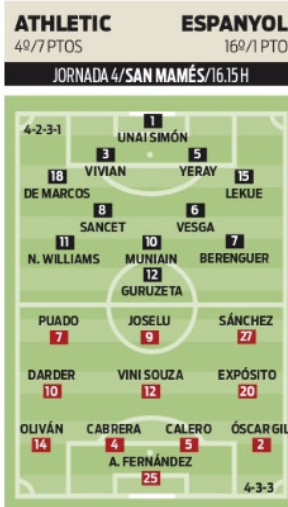 ATHLETIC ESPANYOL
4º/7 PTOS 16º/1 PTO
JORNADA 4/SAN MAMÉS/16.15 H
4-2-3-1
1
UNAI SIMÓN
3 5
VIVIAN YERAY
18 15
DE MARCOS LEKUE
8 6
SANCET VESGA
11 10 7
N. WILLIAMS MUNIAIN BERENGUER
12
GURUZETA
PUADO JOSELU SÁNCHEZ
7 9 27
DARDER VINI SOUZA EXPÓSITO
10 12 20
OLIVÁN CABRERA CALERO ÓSCAR GIL
14 4 5 2
A. FERNÁNDEZ
25
4-3-3